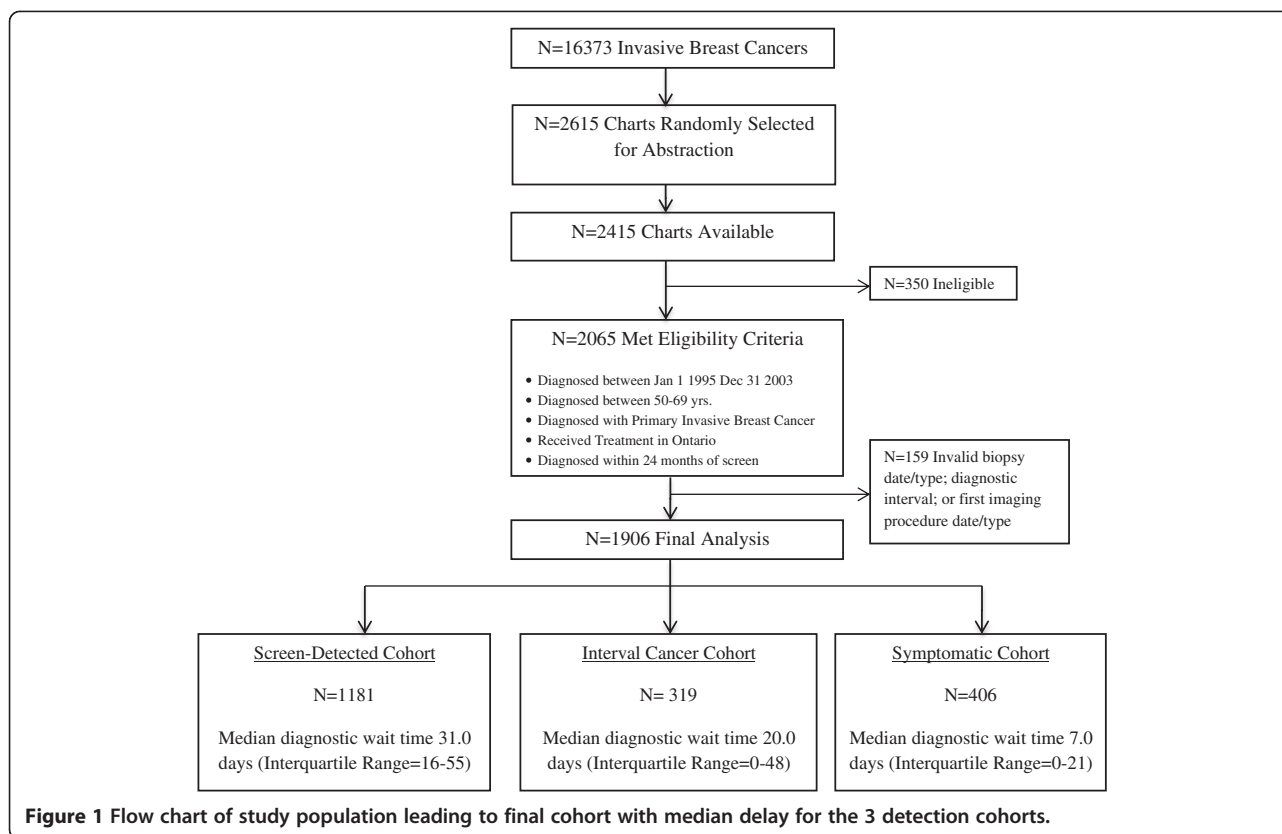 N=16373 Invasive Breast Cancers
N=2615 Charts Randomly Selected
for Abstraction
N=2415 Charts Available
N=350 Ineligible
N=2065 Met Eligibility Criteria
• Diagnosed between Jan 1 1995 Dec 31 2003
• Diagnosed between 50-69 yrs.
• Diagnosed with Primary Invasive Breast Cancer
• Received Treatment in Ontario
• Diagnosed within 24 months of screen
N=159 Invalid biopsy
date/type; diagnostic
interval; or first imaging
procedure date/type
N=1906 Final Analysis
Screen-Detected Cohort
N=1181
Median diagnostic wait time 31.0
days (Interquartile Range=16-55)
Interval Cancer Cohort
N= 319
Median diagnostic wait time 20.0
days (Interquartile Range=0-48)
Symptomatic Cohort
N=406
Median diagnostic wait time 7.0
days (Interquartile Range=0-21)
Figure 1 Flow chart of study population leading to final cohort with median delay for the 3 detection cohorts.